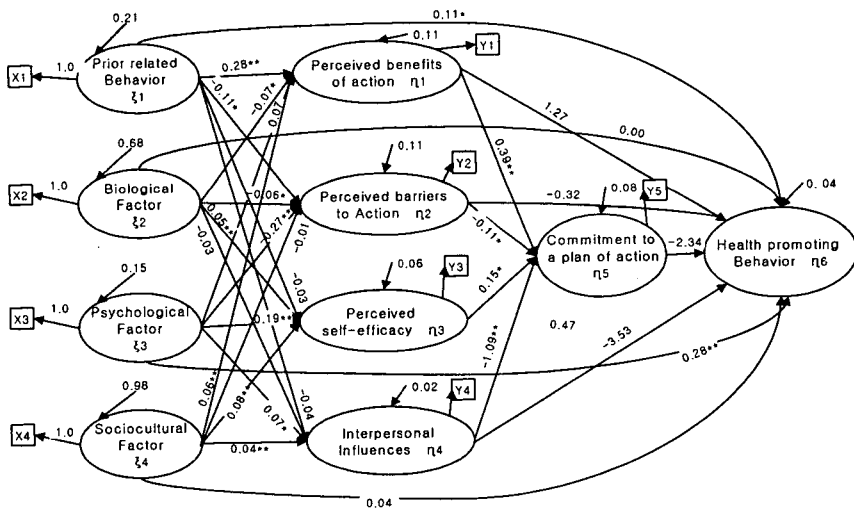 0.21
0.11*
1.0
X1
Prior related
Behavior
ξ1
0.28**
-0.11*
-0.07*
0.07
Perceived benefits
of action η1
0.11
Y1
1.27
0.00
0.39**
0.68
1.0
X2
Biological
Factor
ξ2
-0.06*
0.05**
-0.27**
-0.01
-0.03
0.11
Y2
Perceived barriers
to Action η2
-0.32
-0.11*
0.08
Y5
Commitment to
a plan of action
η5
-2.34
0.04
Health promoting
Behavior η6
0.15
1.0
X3
Psychological
Factor
ξ3
0.19**
-0.03
0.06
Y3
Perceived
self-efficacy η3
0.15*
0.47
-1.09**
-3.53
0.28**
0.98
1.0
X4
Sociocultural
Factor
ξ4
0.06**
0.08**
0.07*
-0.04
0.04**
0.02
Y4
Interpersonal
Influences η4
0.04